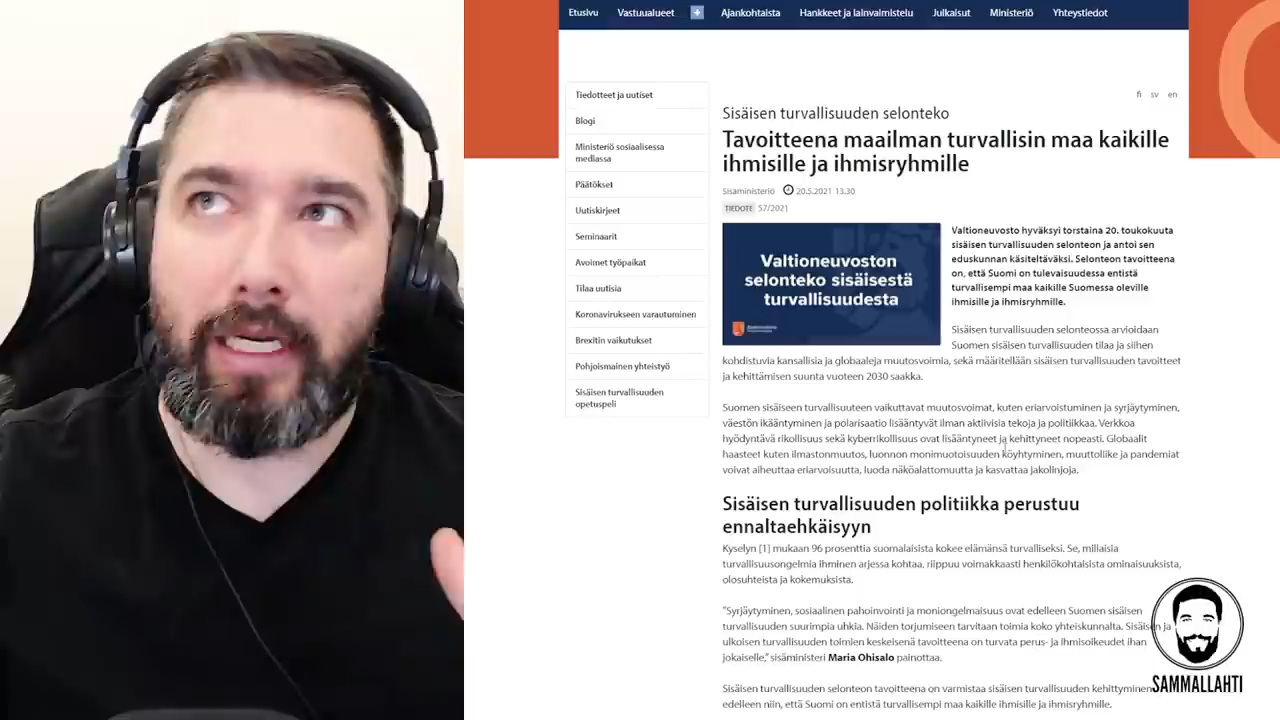 Etusivu Vastuualueet + Ajankohtaista Hankkeet ja lainvalmistelu Julkaisut Ministeriö Yhteystiedot
Tiedotteet ja uutiset
Blogi
Ministeriö sosiaalisessa
mediassa
Päätökset
Uutiskirjeet
Seminaarit
Avoimet työpaikat
Tilaa uutisia
Koronavirukseen varautuminen
Brexitin vaikutukset
Pohjoismainen yhteistyö
Sisäisen turvallisuuden
opetuspeli
fi sv en
Sisäisen turvallisuuden selonteko
Tavoitteena maailman turvallisin maa kaikille
ihmisille ja ihmisryhmille
Sisäministeriö 20.5.2021 13.30
TIEDOTE 57/2021
Valtioneuvoston
selonteko sisäisestä
turvallisuudesta
Valtioneuvosto hyväksyi torstaina 20. toukokuuta
sisäisen turvallisuuden selonteon ja antoi sen
eduskunnan käsiteltäväksi. Selonteon tavoitteena
on, että Suomi on tulevaisuudessa entistä
turvallisempi maa kaikille Suomessa oleville
ihmisille ja ihmisryhmille.
Sisäisen turvallisuuden selonteossa arvioidaan
Suomen sisäisen turvallisuuden tilaa ja siihen
kohdistuvia kansallisia ja globaaleja muutosvoimia, sekä määritellään sisäisen turvallisuuden tavoitteet
ja kehittämisen suunta vuoteen 2030 saakka.
Suomen sisäiseen turvallisuuteen vaikuttavat muutosvoimat, kuten eriarvoistuminen ja syrjäytyminen,
väestön ikääntyminen ja polarisaatio lisääntyvät ilman aktiivisia tekoja ja politiikkaa. Verkkoa
hyödyntävä rikollisuus sekä kyberrikollisuus ovat lisääntyneet ja kehittyneet nopeasti. Globaalit
haasteet kuten ilmastonmuutos, luonnon monimuotoisuuden köyhtyminen, muuttoliike ja pandemiat
voivat aiheuttaa eriarvoisuutta, luoda näköalattomuutta ja kasvattaa jakolinjoja.
Sisäisen turvallisuuden politiikka perustuu
ennaltaehkäisyyn
Kyselyn [1] mukaan 96 prosenttia suomalaisista kokee elämänsä turvalliseksi. Se, millaisia
turvallisuusongelmia ihminen arjessa kohtaa, riippuu voimakkaasti henkilökohtaisista ominaisuuksista,
olosuhteista ja kokemuksista.
"Syrjäytyminen, sosiaalinen pahoinvointi ja moniongelmaisuus ovat edelleen Suomen sisäisen
turvallisuuden suurimpia uhkia. Näiden torjumiseen tarvitaan toimia koko yhteiskunnalta. Sisäisen ja
ulkoisen turvallisuuden toimien keskeisenä tavoitteena on turvata perus- ja ihmisoikeudet ihan
jokaiselle," sisäministeri Maria Ohisalo painottaa.
Sisäisen turvallisuuden selonteon tavoitteena on varmistaa sisäisen turvallisuuden kehittyminen
edelleen niin, että Suomi on entistä turvallisempi maa kaikille ihmisille ja ihmisryhmille.
SAMMALLAHTI